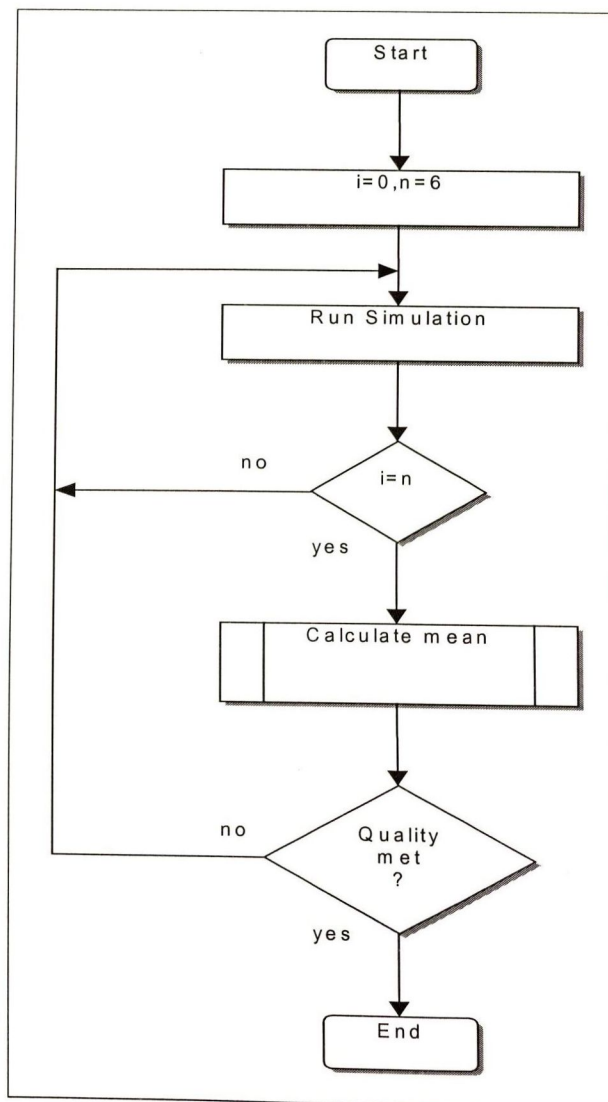 Start
i=0,n=6
Run Simulation
no
i=n
yes
Calculate mean
no
Quality
met
?
yes
End